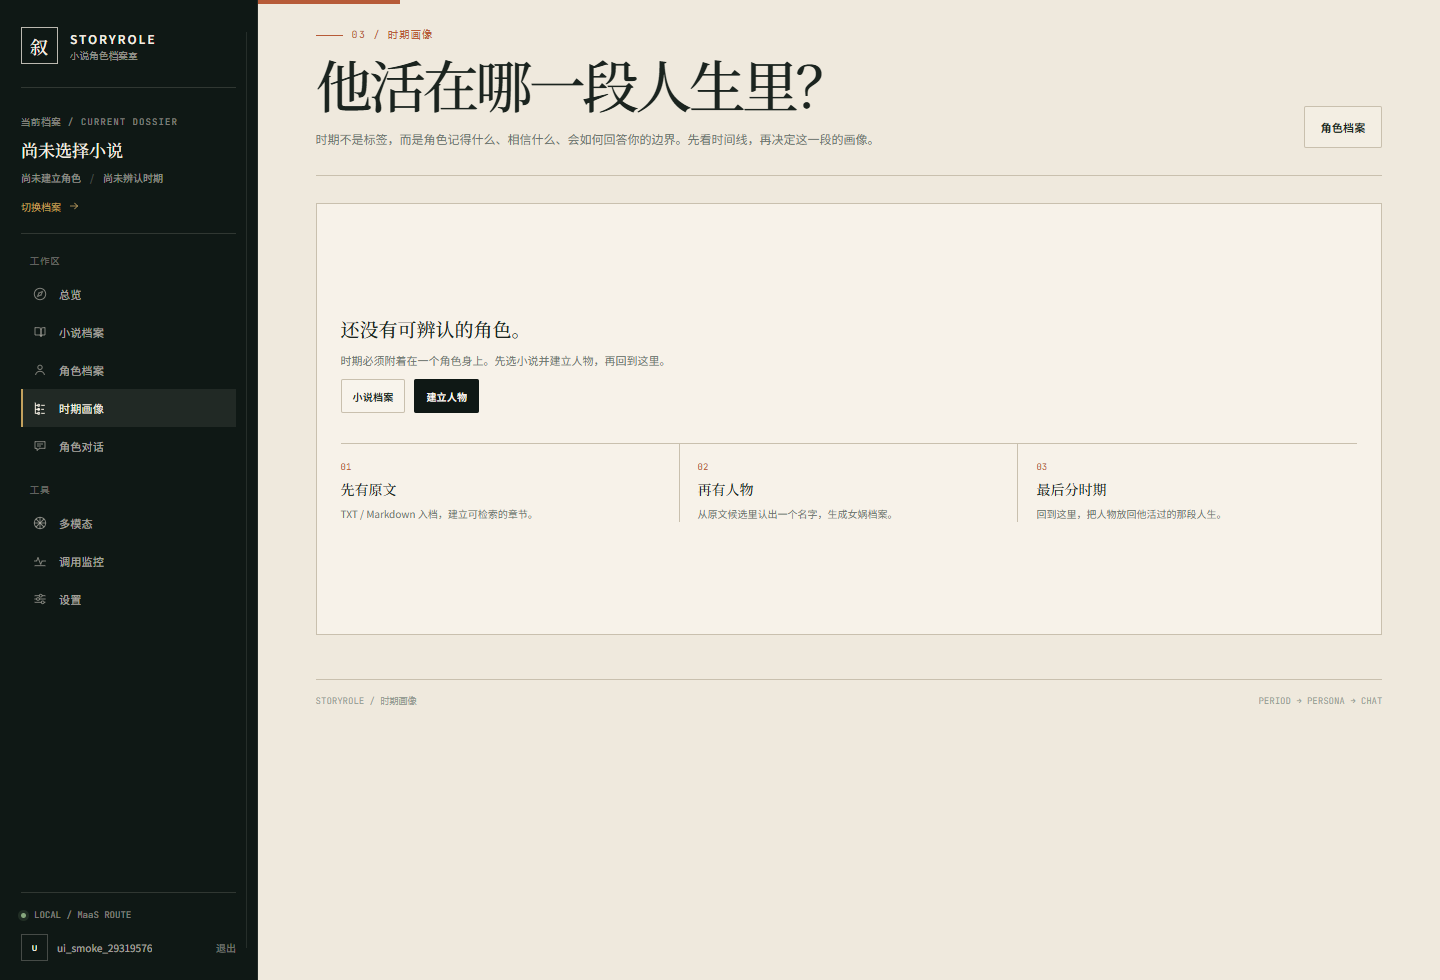 叙
STORYROLE
小说角色档案室
当前档案 / CURRENT DOSSIER
尚未选择小说
尚未建立角色 / 尚未辨认时期
切换档案 →
工作区
总览
小说档案
角色档案
时期画像
角色对话
工具
多模态
调用监控
设置
LOCAL / MaaS ROUTE
U
ui_smoke_29319576
退出
03 / 时期画像
他活在哪一段人生里?
时期不是标签，而是角色记得什么、相信什么、会如何回答你的边界。先看时间线，再决定这一段的画像。
角色档案
还没有可辨认的角色。
时期必须附着在一个角色身上。先选小说并建立人物，再回到这里。
小说档案
建立人物
01
先有原文
TXT / Markdown 入档，建立可检索的章节。
02
再有人物
从原文候选里认出一个名字，生成女娲档案。
03
最后分时期
回到这里，把人物放回他活过的那段人生。
STORYROLE / 时期画像
PERIOD → PERSONA → CHAT